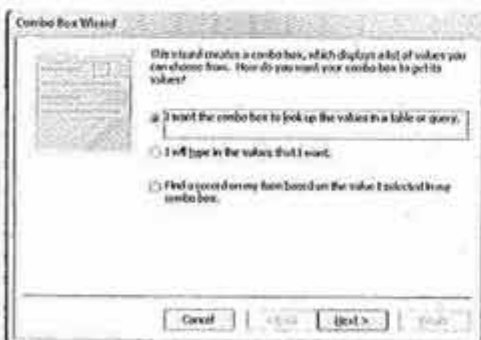 Combo Box Wizard
This wizard creates a combo box, which displays a list of values you
can choose from. How do you want your combo box to get its
values?
I want the combo box to look up the values in a table or query.
I will type in the values that I want.
Find a record on my form based on the value I selected in my
combo box.
Cancel < Back Next > Finish